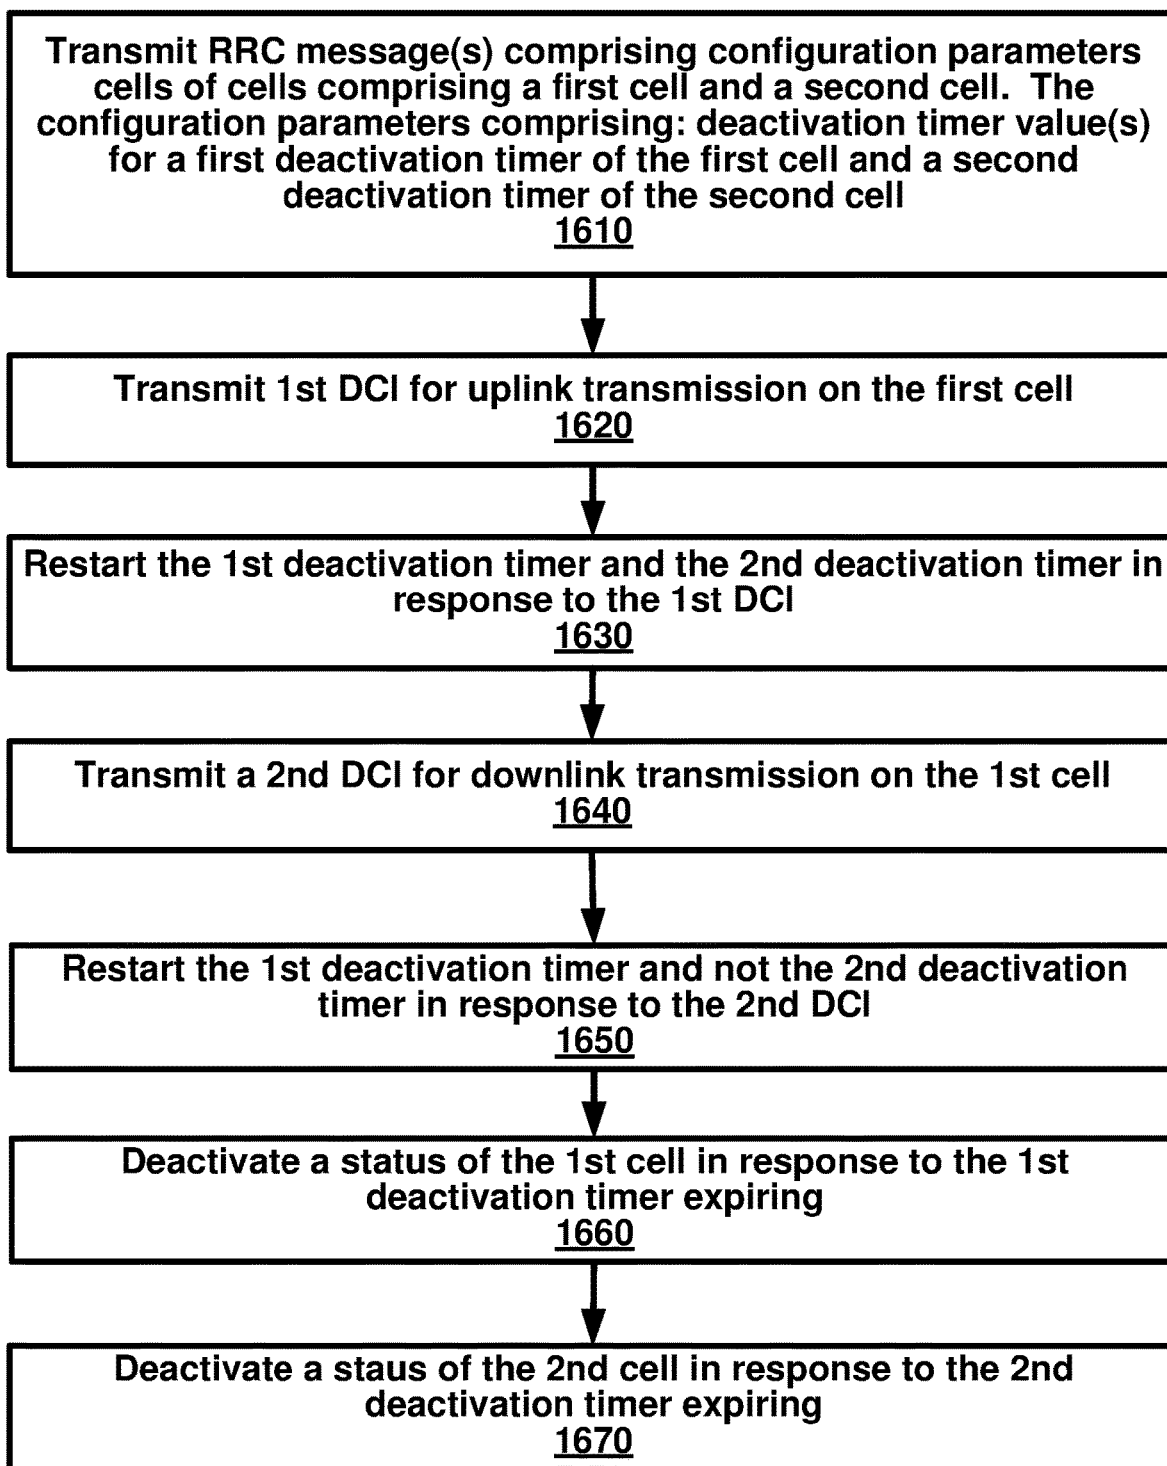 Transmit RRC message(s) comprising configuration parameters
cells of cells comprising a first cell and a second cell.  The
configuration parameters comprising: deactivation timer value(s)
for a first deactivation timer of the first cell and a second
deactivation timer of the second cell
1610
Transmit 1st DCI for uplink transmission on the first cell
1620
Restart the 1st deactivation timer and the 2nd deactivation timer in
response to the 1st DCI
1630
Transmit a 2nd DCI for downlink transmission on the 1st cell
1640
Restart the 1st deactivation timer and not the 2nd deactivation
timer in response to the 2nd DCI
1650
Deactivate a status of the 1st cell in response to the 1st
deactivation timer expiring
1660
Deactivate a staus of the 2nd cell in response to the 2nd
deactivation timer expiring
1670